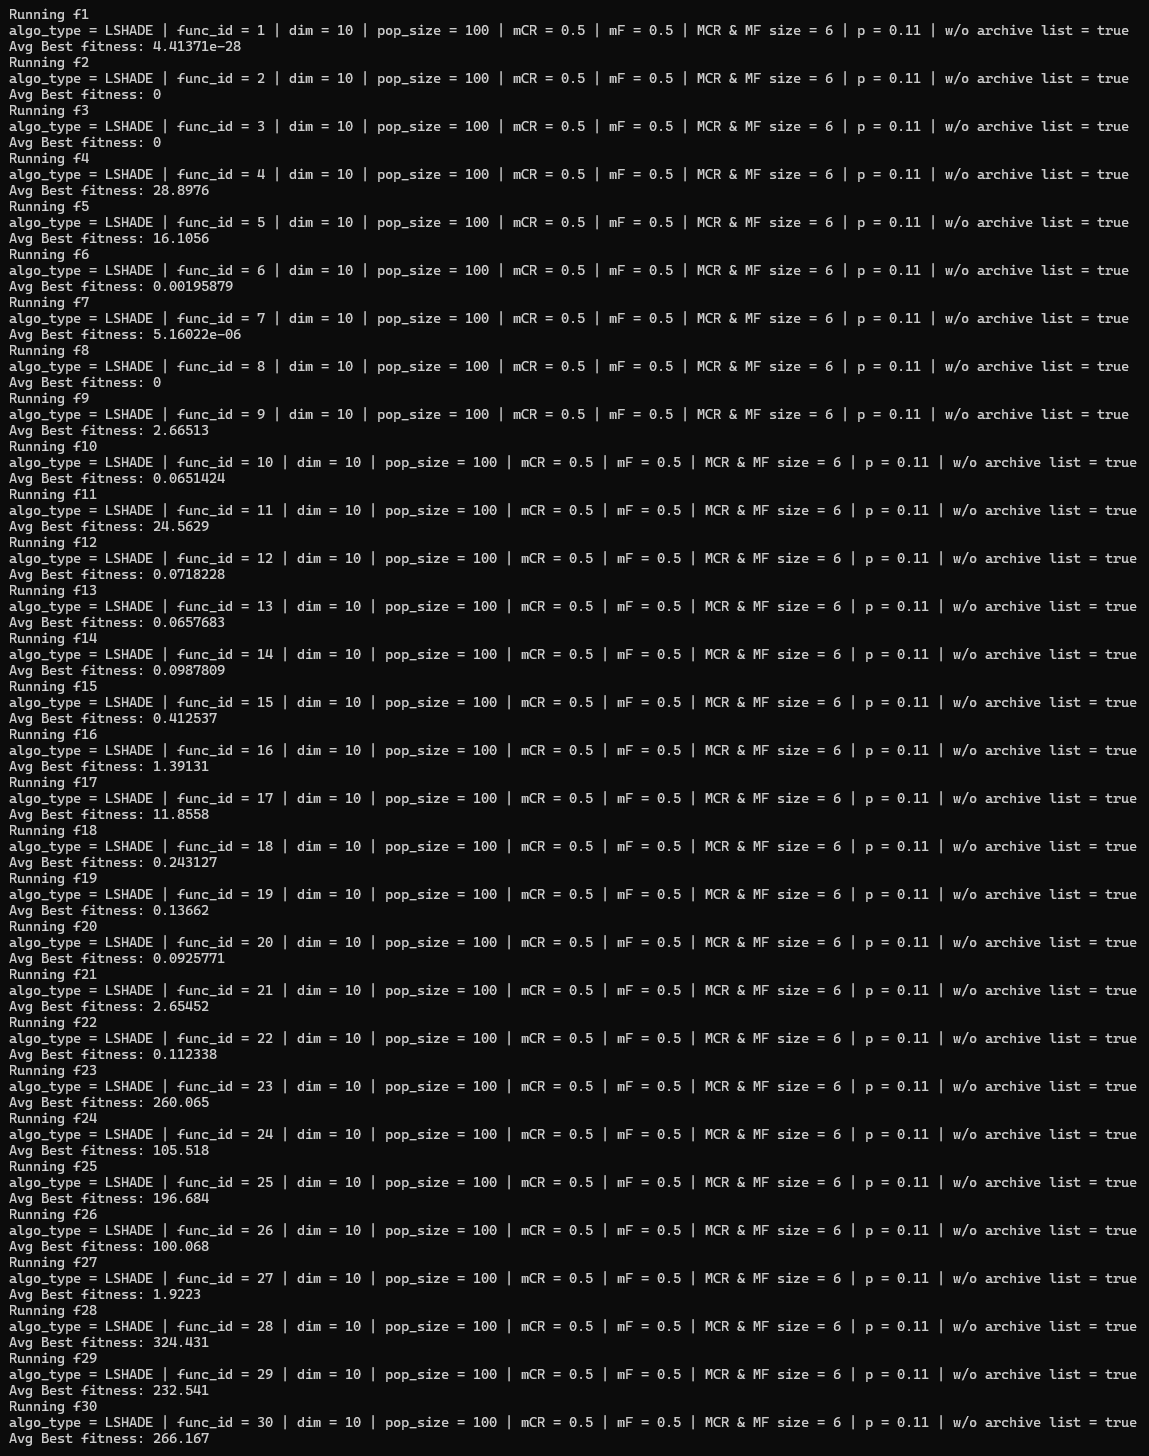 Running f1
algo_type = LSHADE | func_id = 1 | dim = 10 | pop_size = 100 | mCR = 0.5 | mF = 0.5 | MCR & MF size = 6 | p = 0.11 | w/o archive list = true
Avg Best fitness: 4.41371e-28
Running f2
algo_type = LSHADE | func_id = 2 | dim = 10 | pop_size = 100 | mCR = 0.5 | mF = 0.5 | MCR & MF size = 6 | p = 0.11 | w/o archive list = true
Avg Best fitness: 0
Running f3
algo_type = LSHADE | func_id = 3 | dim = 10 | pop_size = 100 | mCR = 0.5 | mF = 0.5 | MCR & MF size = 6 | p = 0.11 | w/o archive list = true
Avg Best fitness: 0
Running f4
algo_type = LSHADE | func_id = 4 | dim = 10 | pop_size = 100 | mCR = 0.5 | mF = 0.5 | MCR & MF size = 6 | p = 0.11 | w/o archive list = true
Avg Best fitness: 28.8976
Running f5
algo_type = LSHADE | func_id = 5 | dim = 10 | pop_size = 100 | mCR = 0.5 | mF = 0.5 | MCR & MF size = 6 | p = 0.11 | w/o archive list = true
Avg Best fitness: 16.1056
Running f6
algo_type = LSHADE | func_id = 6 | dim = 10 | pop_size = 100 | mCR = 0.5 | mF = 0.5 | MCR & MF size = 6 | p = 0.11 | w/o archive list = true
Avg Best fitness: 0.00195879
Running f7
algo_type = LSHADE | func_id = 7 | dim = 10 | pop_size = 100 | mCR = 0.5 | mF = 0.5 | MCR & MF size = 6 | p = 0.11 | w/o archive list = true
Avg Best fitness: 5.16022e-06
Running f8
algo_type = LSHADE | func_id = 8 | dim = 10 | pop_size = 100 | mCR = 0.5 | mF = 0.5 | MCR & MF size = 6 | p = 0.11 | w/o archive list = true
Avg Best fitness: 0
Running f9
algo_type = LSHADE | func_id = 9 | dim = 10 | pop_size = 100 | mCR = 0.5 | mF = 0.5 | MCR & MF size = 6 | p = 0.11 | w/o archive list = true
Avg Best fitness: 2.66513
Running f10
algo_type = LSHADE | func_id = 10 | dim = 10 | pop_size = 100 | mCR = 0.5 | mF = 0.5 | MCR & MF size = 6 | p = 0.11 | w/o archive list = true
Avg Best fitness: 0.0651424
Running f11
algo_type = LSHADE | func_id = 11 | dim = 10 | pop_size = 100 | mCR = 0.5 | mF = 0.5 | MCR & MF size = 6 | p = 0.11 | w/o archive list = true
Avg Best fitness: 24.5629
Running f12
algo_type = LSHADE | func_id = 12 | dim = 10 | pop_size = 100 | mCR = 0.5 | mF = 0.5 | MCR & MF size = 6 | p = 0.11 | w/o archive list = true
Avg Best fitness: 0.0718228
Running f13
algo_type = LSHADE | func_id = 13 | dim = 10 | pop_size = 100 | mCR = 0.5 | mF = 0.5 | MCR & MF size = 6 | p = 0.11 | w/o archive list = true
Avg Best fitness: 0.0657683
Running f14
algo_type = LSHADE | func_id = 14 | dim = 10 | pop_size = 100 | mCR = 0.5 | mF = 0.5 | MCR & MF size = 6 | p = 0.11 | w/o archive list = true
Avg Best fitness: 0.0987809
Running f15
algo_type = LSHADE | func_id = 15 | dim = 10 | pop_size = 100 | mCR = 0.5 | mF = 0.5 | MCR & MF size = 6 | p = 0.11 | w/o archive list = true
Avg Best fitness: 0.412537
Running f16
algo_type = LSHADE | func_id = 16 | dim = 10 | pop_size = 100 | mCR = 0.5 | mF = 0.5 | MCR & MF size = 6 | p = 0.11 | w/o archive list = true
Avg Best fitness: 1.39131
Running f17
algo_type = LSHADE | func_id = 17 | dim = 10 | pop_size = 100 | mCR = 0.5 | mF = 0.5 | MCR & MF size = 6 | p = 0.11 | w/o archive list = true
Avg Best fitness: 11.8558
Running f18
algo_type = LSHADE | func_id = 18 | dim = 10 | pop_size = 100 | mCR = 0.5 | mF = 0.5 | MCR & MF size = 6 | p = 0.11 | w/o archive list = true
Avg Best fitness: 0.243127
Running f19
algo_type = LSHADE | func_id = 19 | dim = 10 | pop_size = 100 | mCR = 0.5 | mF = 0.5 | MCR & MF size = 6 | p = 0.11 | w/o archive list = true
Avg Best fitness: 0.13662
Running f20
algo_type = LSHADE | func_id = 20 | dim = 10 | pop_size = 100 | mCR = 0.5 | mF = 0.5 | MCR & MF size = 6 | p = 0.11 | w/o archive list = true
Avg Best fitness: 0.0925771
Running f21
algo_type = LSHADE | func_id = 21 | dim = 10 | pop_size = 100 | mCR = 0.5 | mF = 0.5 | MCR & MF size = 6 | p = 0.11 | w/o archive list = true
Avg Best fitness: 2.65452
Running f22
algo_type = LSHADE | func_id = 22 | dim = 10 | pop_size = 100 | mCR = 0.5 | mF = 0.5 | MCR & MF size = 6 | p = 0.11 | w/o archive list = true
Avg Best fitness: 0.112338
Running f23
algo_type = LSHADE | func_id = 23 | dim = 10 | pop_size = 100 | mCR = 0.5 | mF = 0.5 | MCR & MF size = 6 | p = 0.11 | w/o archive list = true
Avg Best fitness: 260.065
Running f24
algo_type = LSHADE | func_id = 24 | dim = 10 | pop_size = 100 | mCR = 0.5 | mF = 0.5 | MCR & MF size = 6 | p = 0.11 | w/o archive list = true
Avg Best fitness: 105.518
Running f25
algo_type = LSHADE | func_id = 25 | dim = 10 | pop_size = 100 | mCR = 0.5 | mF = 0.5 | MCR & MF size = 6 | p = 0.11 | w/o archive list = true
Avg Best fitness: 196.684
Running f26
algo_type = LSHADE | func_id = 26 | dim = 10 | pop_size = 100 | mCR = 0.5 | mF = 0.5 | MCR & MF size = 6 | p = 0.11 | w/o archive list = true
Avg Best fitness: 100.068
Running f27
algo_type = LSHADE | func_id = 27 | dim = 10 | pop_size = 100 | mCR = 0.5 | mF = 0.5 | MCR & MF size = 6 | p = 0.11 | w/o archive list = true
Avg Best fitness: 1.9223
Running f28
algo_type = LSHADE | func_id = 28 | dim = 10 | pop_size = 100 | mCR = 0.5 | mF = 0.5 | MCR & MF size = 6 | p = 0.11 | w/o archive list = true
Avg Best fitness: 324.431
Running f29
algo_type = LSHADE | func_id = 29 | dim = 10 | pop_size = 100 | mCR = 0.5 | mF = 0.5 | MCR & MF size = 6 | p = 0.11 | w/o archive list = true
Avg Best fitness: 232.541
Running f30
algo_type = LSHADE | func_id = 30 | dim = 10 | pop_size = 100 | mCR = 0.5 | mF = 0.5 | MCR & MF size = 6 | p = 0.11 | w/o archive list = true
Avg Best fitness: 266.167